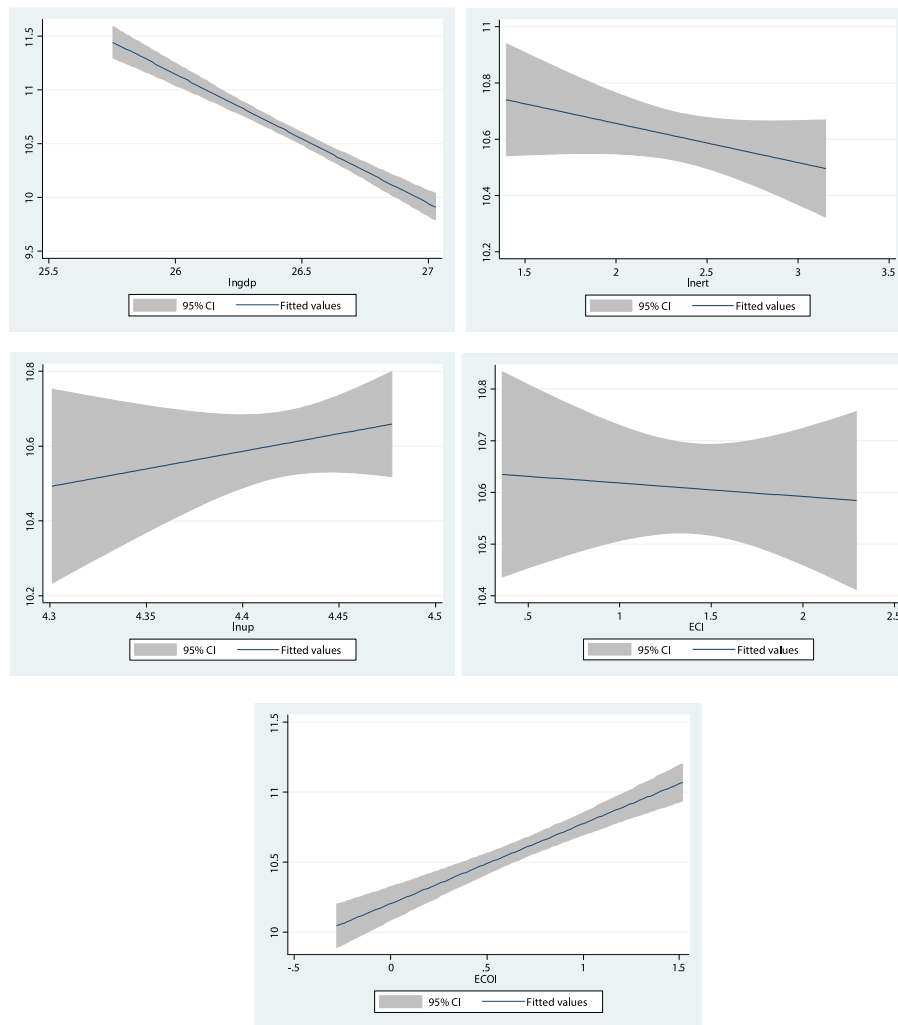 11.5
11
10.5
10
9.5
25.5 26 26.5 27
lngdp
95% CI Fitted values
11
10.8
10.6
10.4
10.2
1.5 2 2.5 3 3.5
lnert
95% CI Fitted values
10.8
10.6
10.4
10.2
4.3 4.35 4.4 4.45 4.5
lnup
95% CI Fitted values
10.8
10.7
10.6
10.5
10.4
.5 1 1.5 2 2.5
ECI
95% CI Fitted values
11.5
11
10.5
10
-.5 0 .5 1 1.5
ECOI
95% CI Fitted values